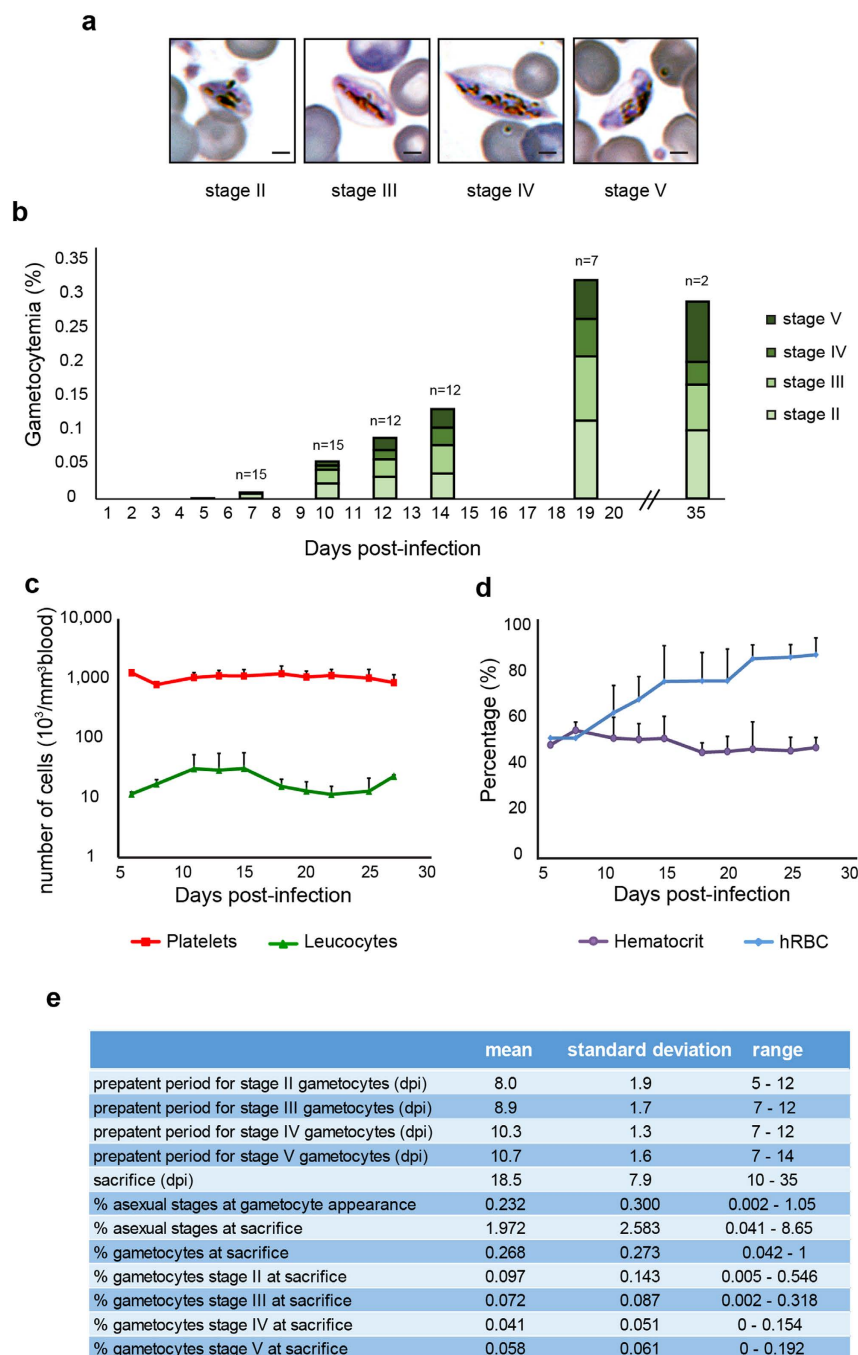 a
stage II stage III stage IV stage V
b
Gametocytemia (%)
0.35
0.3
0.25
0.2
0.15
0.1
0.05
0
n=15
n=15
n=12
n=12
n=7
n=2
stage V
stage IV
stage III
stage II
1 2 3 4 5 6 7 8 9 10 11 12 13 14 15 16 17 18 19 20 // 35
Days post-infection
c
number of cells (10³/mm³blood)
10,000
1,000
100
10
1
5 10 15 20 25 30
Days post-infection
Platelets Leucocytes
d
Percentage (%)
100
80
60
40
20
0
5 10 15 20 25 30
Days post-infection
Hematocrit hRBC
e
mean standard deviation range
prepatent period for stage II gametocytes (dpi) 8.0 1.9 5 - 12
prepatent period for stage III gametocytes (dpi) 8.9 1.7 7 - 12
prepatent period for stage IV gametocytes (dpi) 10.3 1.3 7 - 12
prepatent period for stage V gametocytes (dpi) 10.7 1.6 7 - 14
sacrifice (dpi) 18.5 7.9 10 - 35
% asexual stages at gametocyte appearance 0.232 0.300 0.002 - 1.05
% asexual stages at sacrifice 1.972 2.583 0.041 - 8.65
% gametocytes at sacrifice 0.268 0.273 0.042 - 1
% gametocytes stage II at sacrifice 0.097 0.143 0.005 - 0.546
% gametocytes stage III at sacrifice 0.072 0.087 0.002 - 0.318
% gametocytes stage IV at sacrifice 0.041 0.051 0 - 0.154
% gametocytes stage V at sacrifice 0.058 0.061 0 - 0.192